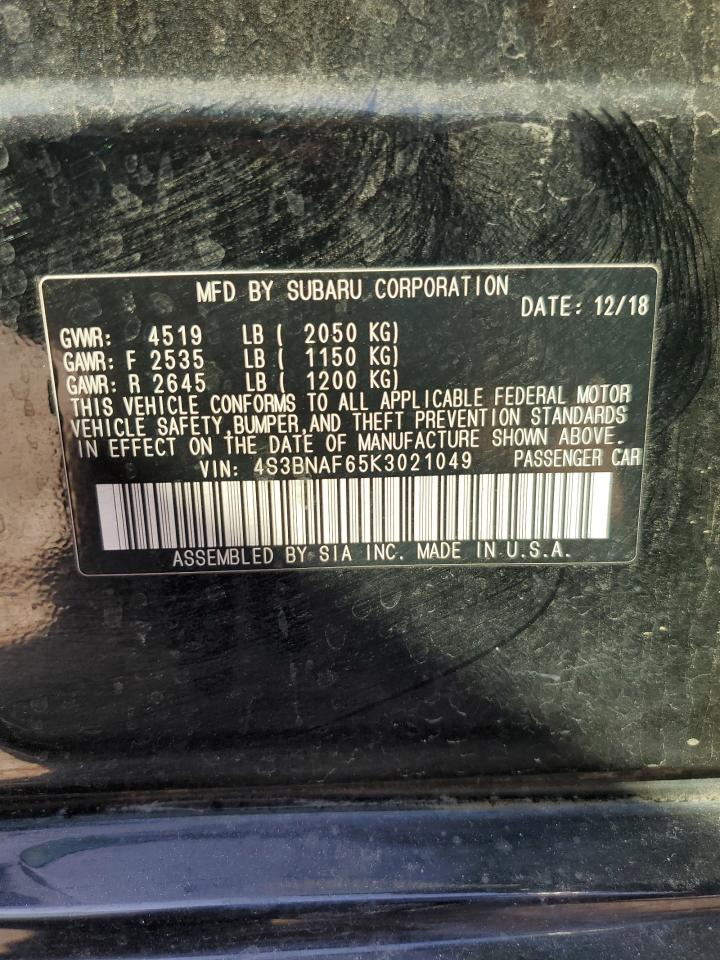 MFD BY SUBARU CORPORATION
DATE: 12/18
GVWR: 4519 LB ( 2050 KG)
GAWR: F 2535 LB ( 1150 KG)
GAWR: R 2645 LB ( 1200 KG)
THIS VEHICLE CONFORMS TO ALL APPLICABLE FEDERAL MOTOR
VEHICLE SAFETY,BUMPER,AND THEFT PREVENTION STANDARDS
IN EFFECT ON THE DATE OF MANUFACTURE SHOWN ABOVE.
VIN: 4S3BNAF65K3021049 PASSENGER CAR
ASSEMBLED BY SIA INC. MADE IN U.S.A.